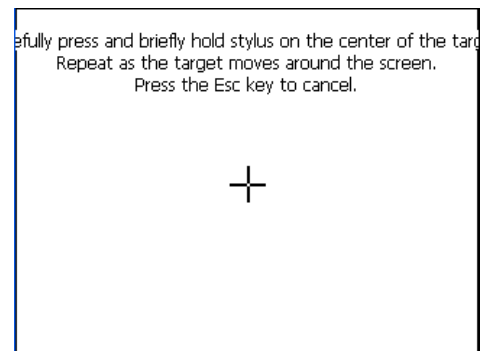 efully press and briefly hold stylus on the center of the targ
Repeat as the target moves around the screen.
Press the Esc key to cancel.